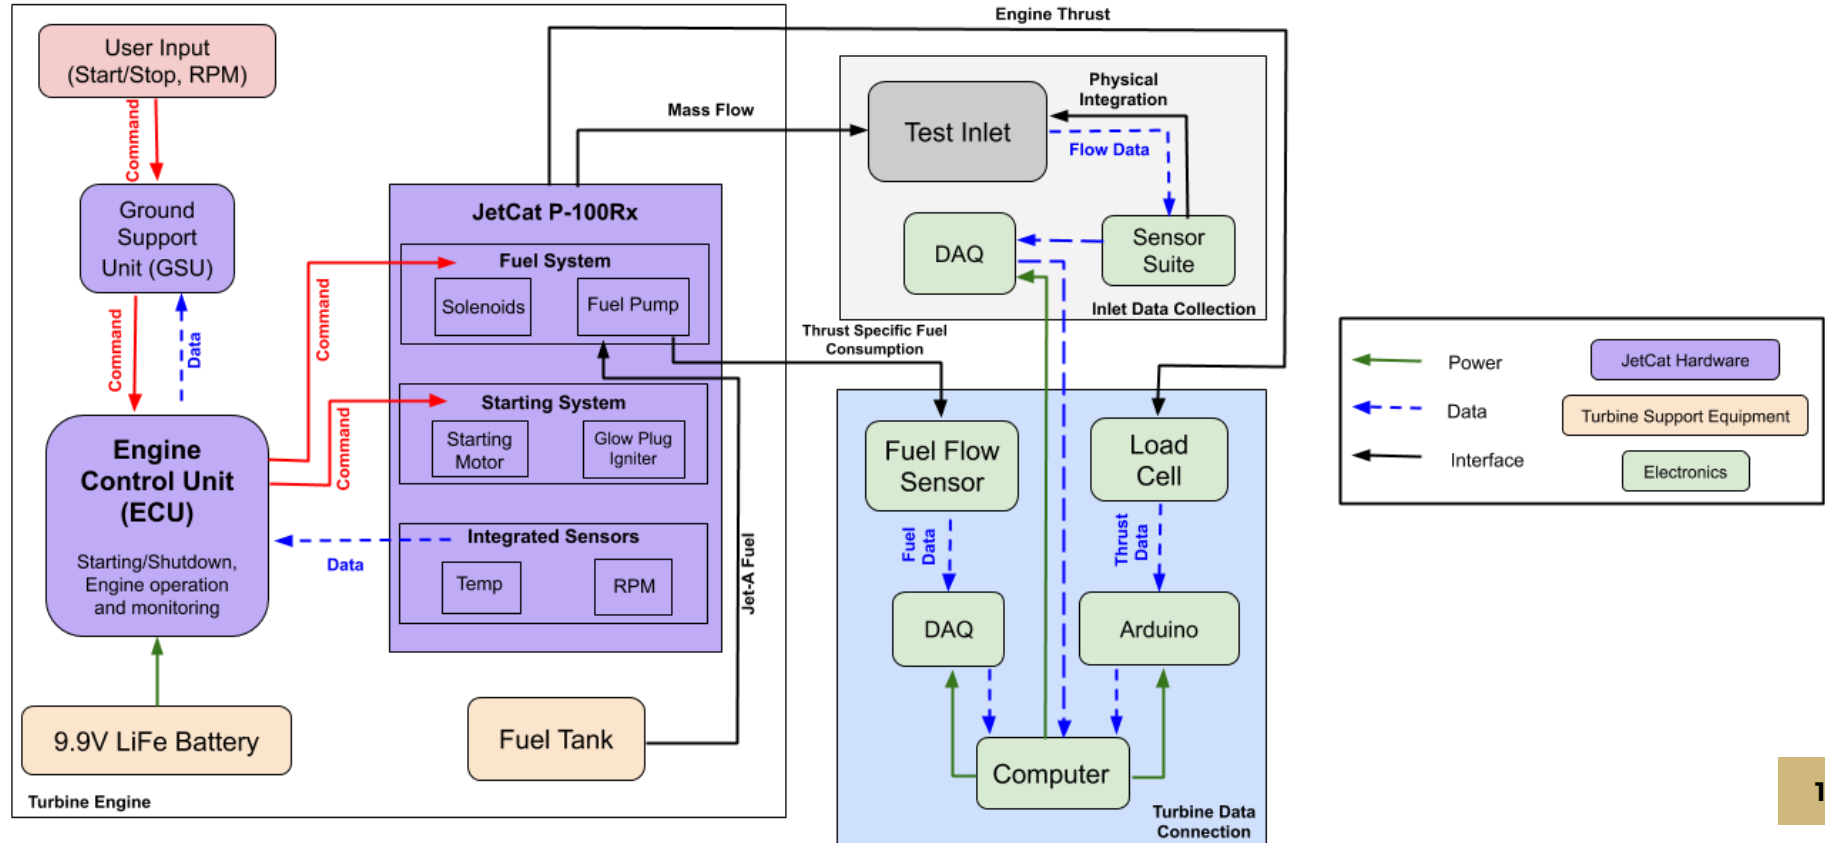 Engine Thrust
User Input
(Start/Stop, RPM)
Command
Ground
Support
Unit (GSU)
Command
Data
Engine
Control Unit
(ECU)
Starting/Shutdown,
Engine operation
and monitoring
9.9V LiFe Battery
Turbine Engine
Command
Command
Data
JetCat P-100Rx
Fuel System
Solenoids
Fuel Pump
Starting System
Starting
Motor
Glow Plug
Igniter
Integrated Sensors
Temp
RPM
Jet-A Fuel
Fuel Tank
Mass Flow
Test Inlet
Physical
Integration
Flow Data
DAQ
Sensor
Suite
Inlet Data Collection
Thrust Specific Fuel
Consumption
Fuel Flow
Sensor
Load
Cell
Fuel
Data
Thrust
Data
DAQ
Arduino
Computer
Turbine Data
Connection
Power
Data
Interface
JetCat Hardware
Turbine Support Equipment
Electronics
1